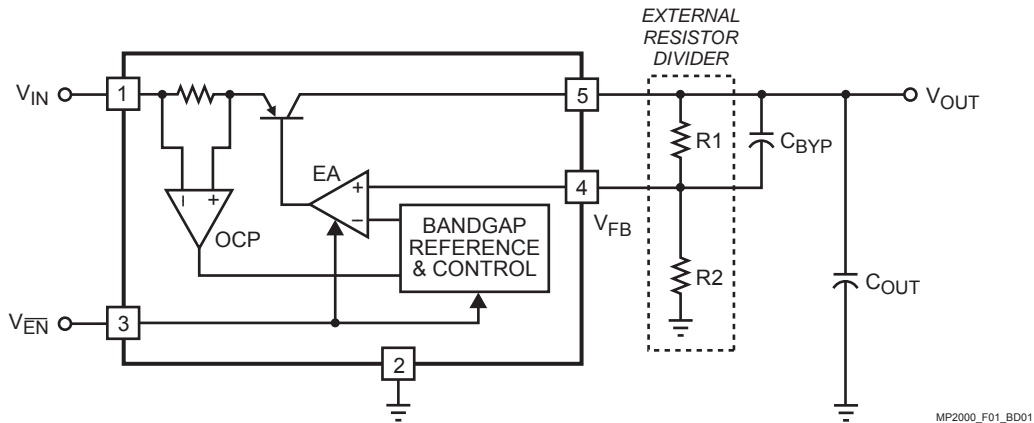 EXTERNAL
RESISTOR
DIVIDER
VIN
1
5
VOUT
R1
CBYP
EA
+
−
4
VFB
− +
OCP
BANDGAP
REFERENCE
& CONTROL
R2
COUT
VEN
3
2
MP2000_F01_BD01